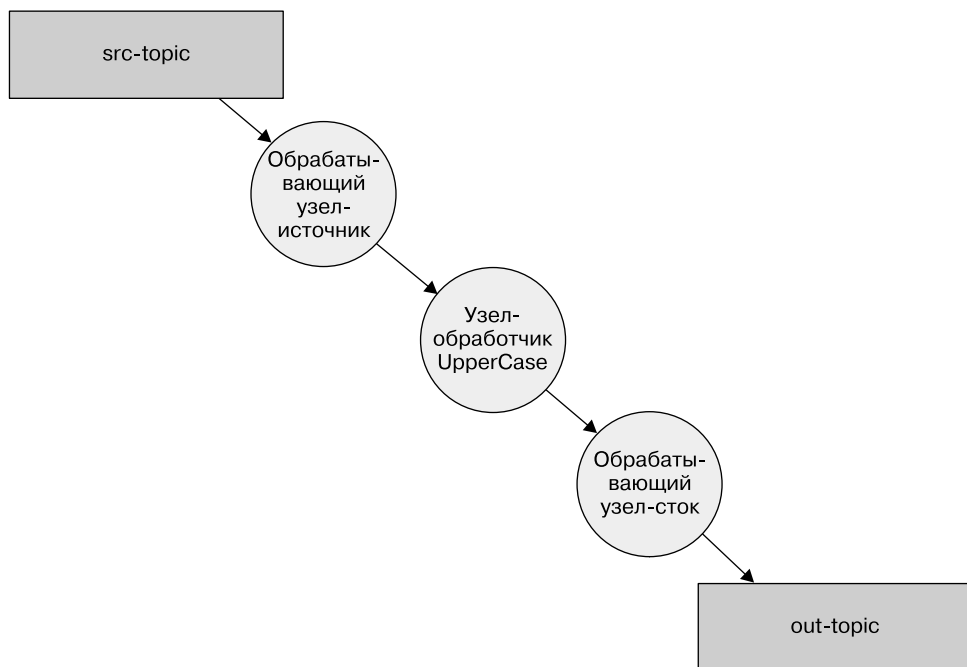 src-topic
Обрабаты-
вающий
узел-
источник
Узел-
обработчик
UpperCase
Обрабаты-
вающий
узел-сток
out-topic